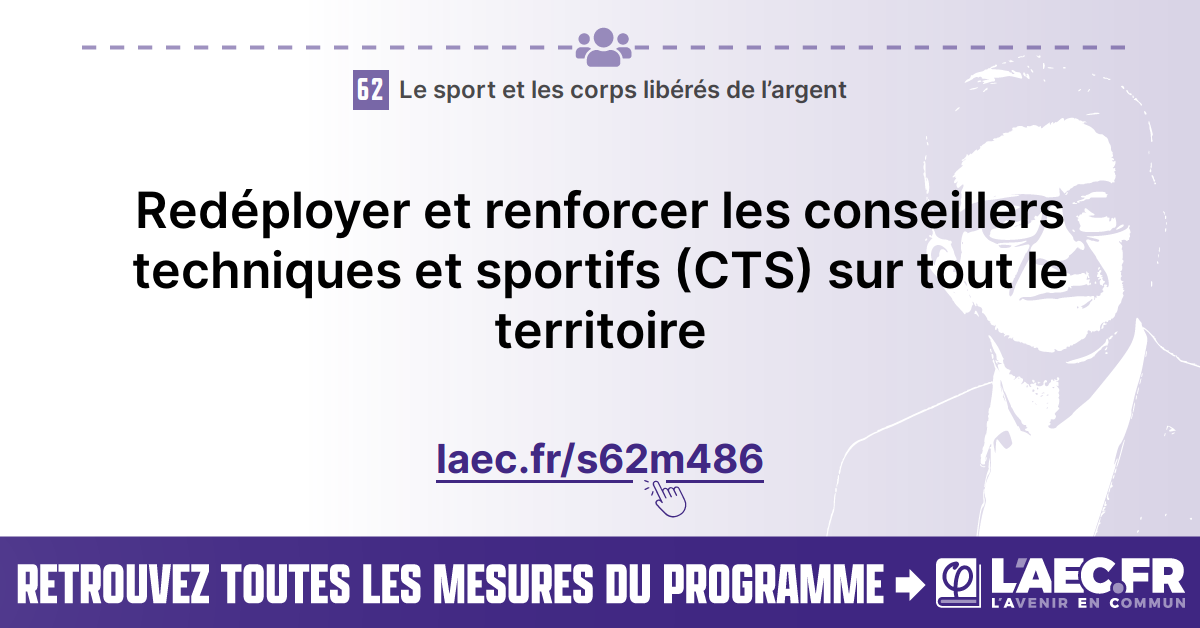 62 Le sport et les corps libérés de l’argent
Redéployer et renforcer les conseillers
techniques et sportifs (CTS) sur tout le
territoire
laec.fr/s62m486
RETROUVEZ TOUTES LES MESURES DU PROGRAMME
φ L'AEC.FR
L'AVENIR EN COMMUN